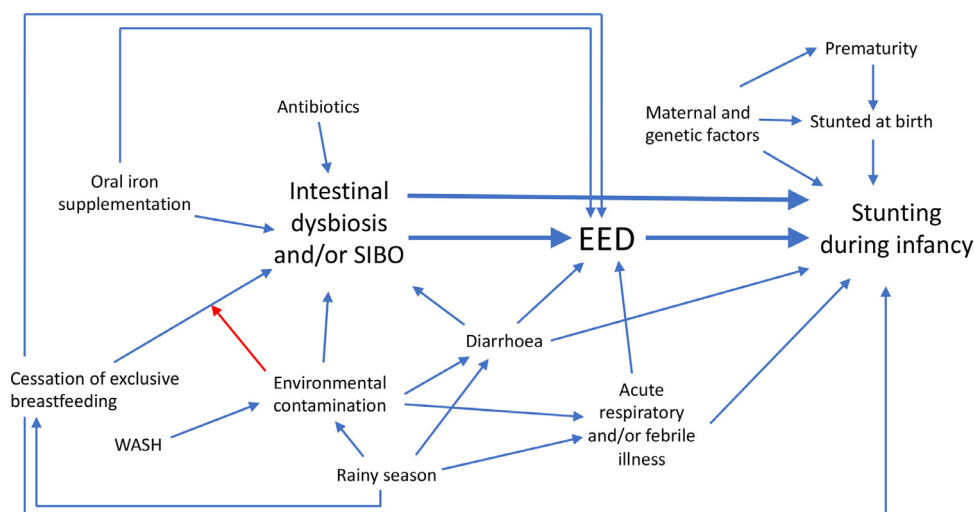 Prematurity
Antibiotics
Maternal and
genetic factors
Stunted at birth
Oral iron
supplementation
Intestinal
dysbiosis
and/or SIBO
EED
Stunting
during infancy
Diarrhoea
Cessation of exclusive
breastfeeding
Environmental
contamination
Acute
respiratory
and/or febrile
illness
WASH
Rainy season